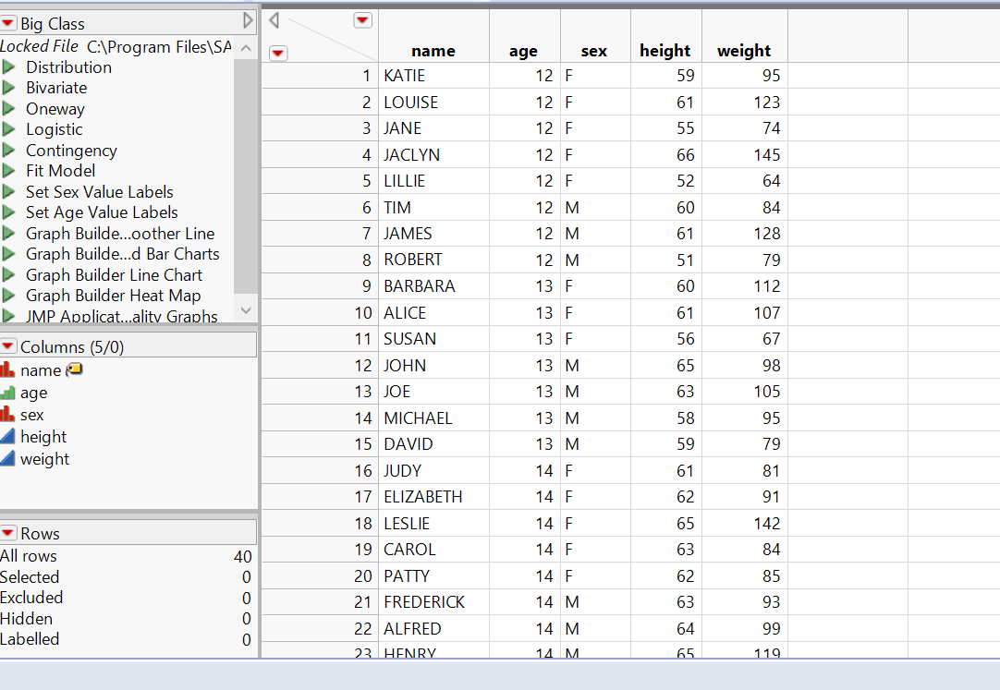 Big Class
Locked File C:\Program Files\SA
Distribution
Bivariate
Oneway
Logistic
Contingency
Fit Model
Set Sex Value Labels
Set Age Value Labels
Graph Builde...oother Line
Graph Builde...d Bar Charts
Graph Builder Line Chart
Graph Builder Heat Map
JMP Applicat...ality Graphs
Columns (5/0)
name
age
sex
height
weight
Rows
All rows 40
Selected 0
Excluded 0
Hidden 0
Labelled 0
name age sex height weight
1 KATIE 12 F 59 95
2 LOUISE 12 F 61 123
3 JANE 12 F 55 74
4 JACLYN 12 F 66 145
5 LILLIE 12 F 52 64
6 TIM 12 M 60 84
7 JAMES 12 M 61 128
8 ROBERT 12 M 51 79
9 BARBARA 13 F 60 112
10 ALICE 13 F 61 107
11 SUSAN 13 F 56 67
12 JOHN 13 M 65 98
13 JOE 13 M 63 105
14 MICHAEL 13 M 58 95
15 DAVID 13 M 59 79
16 JUDY 14 F 61 81
17 ELIZABETH 14 F 62 91
18 LESLIE 14 F 65 142
19 CAROL 14 F 63 84
20 PATTY 14 F 62 85
21 FREDERICK 14 M 63 93
22 ALFRED 14 M 64 99
23 HENRY 14 M 65 119